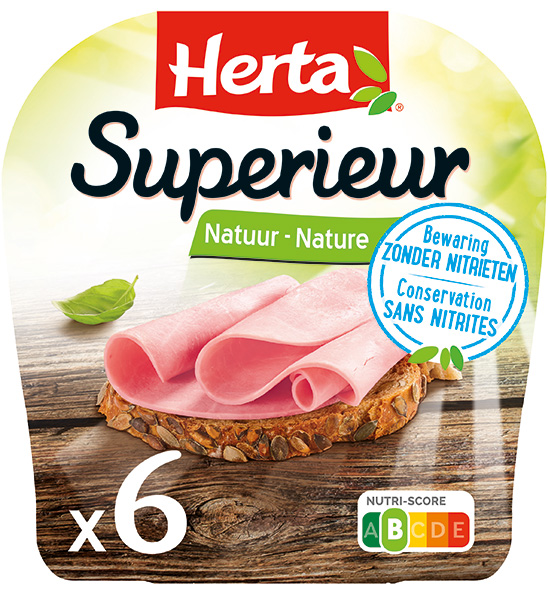 Herta
®
Superieur
Natuur - Nature
Bewaring
ZONDER NITRIETEN
Conservation
SANS NITRITES
x6
NUTRI-SCORE
A B C D E